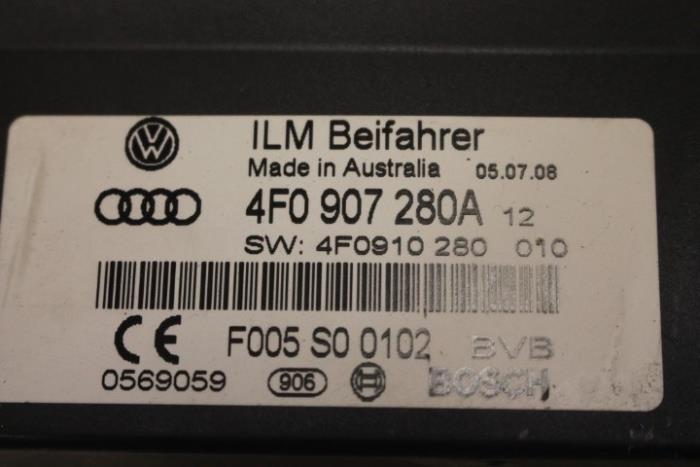 ILM Beifahrer
Made in Australia 05.07.08
4F0 907 280A 12
SW: 4F0910 280 010
CE F005 S0 0102 BVB
0569059 906 BOSCH